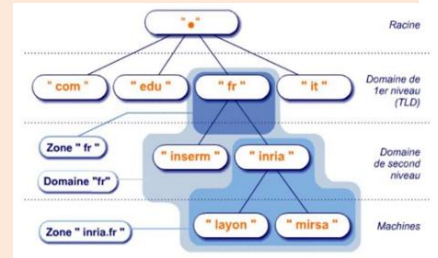 " • "
Racine
" com "
" edu "
" fr "
" it "
Domaine de
1er niveau
(TLD)
Zone " fr "
" inserm "
" inria "
Domaine
de second
niveau
Domaine "fr"
Zone " inria.fr "
" layon "
" mirsa "
Machines